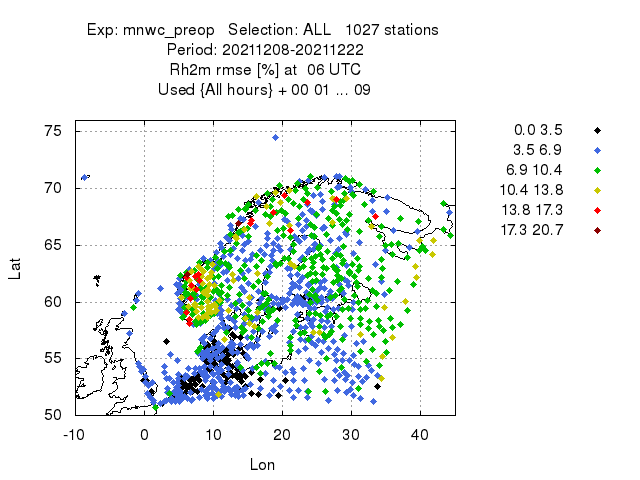 Exp: mnwc_preop   Selection: ALL   1027 stations
Period: 20211208-20211222
Rh2m rmse [%] at  06 UTC
Used {All hours} + 00 01 ... 09
0.0 3.5
3.5 6.9
6.9 10.4
10.4 13.8
13.8 17.3
17.3 20.7
75
70
65
60
55
50
Lat
-10 0 10 20 30 40
Lon